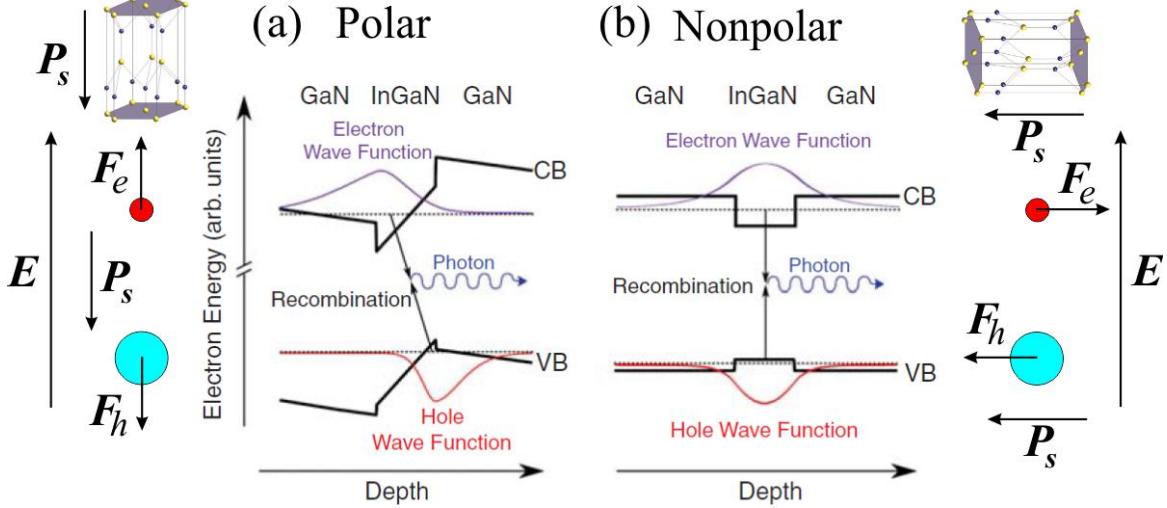 (a) Polar
(b) Nonpolar
P_s
E
F_e
P_s
F_h
Electron Energy (arb. units)
GaN InGaN GaN
Electron
Wave Function
CB
Photon
Recombination
VB
Hole
Wave Function
Depth
GaN InGaN GaN
Electron Wave Function
CB
Photon
Recombination
VB
Hole Wave Function
Depth
P_s
F_e
E
F_h
P_s